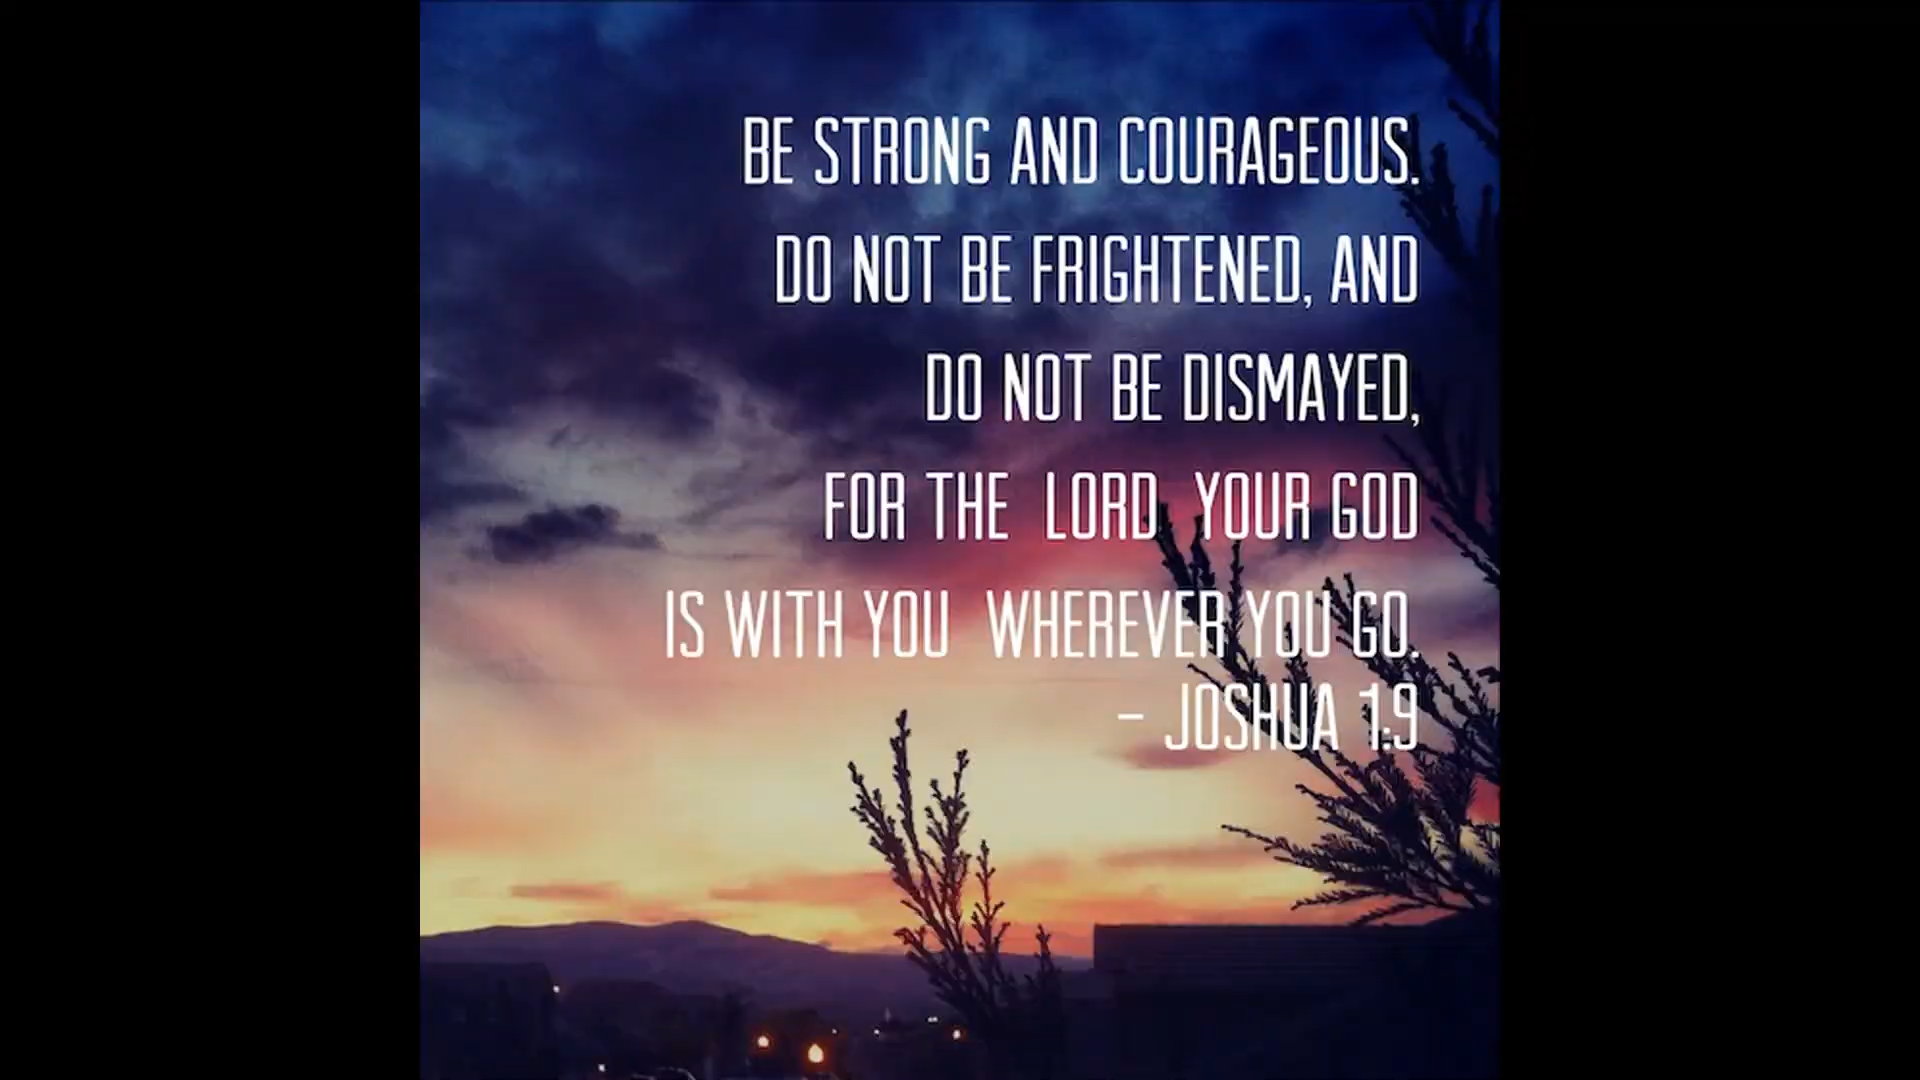 BE STRONG AND COURAGEOUS.
DO NOT BE FRIGHTENED, AND
DO NOT BE DISMAYED,
FOR THE LORD YOUR GOD
IS WITH YOU WHEREVER YOU GO.
- JOSHUA 1:9